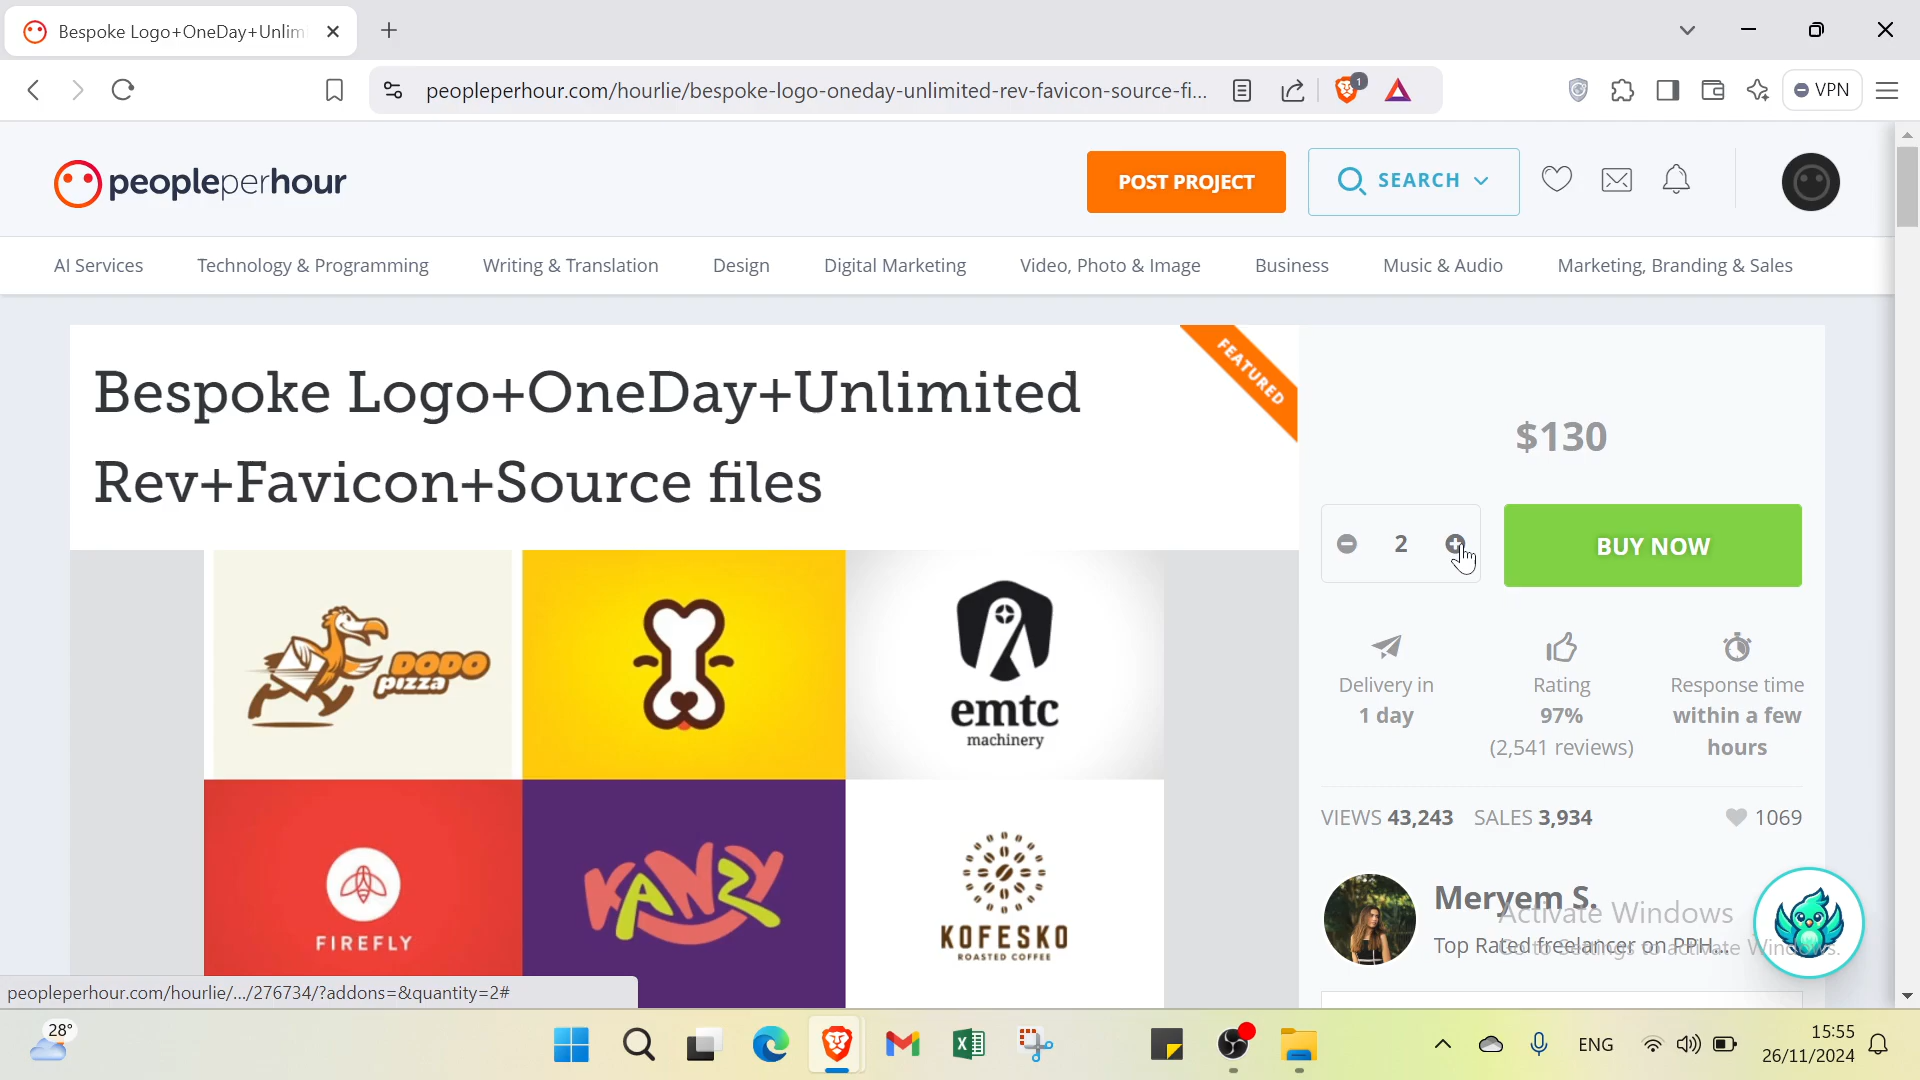 Bespoke Logo+OneDay+Unlim
peopleperhour.com/hourlie/bespoke-logo-oneday-unlimited-rev-favicon-source-fi...
1
VPN
peopleperhour
POST PROJECT
SEARCH
AI Services
Technology & Programming
Writing & Translation
Design
Digital Marketing
Video, Photo & Image
Business
Music & Audio
Marketing, Branding & Sales
Bespoke Logo+OneDay+Unlimited
Rev+Favicon+Source files
FEATURED
$130
2
BUY NOW
Delivery in
1 day
Rating
97%
(2,541 reviews)
Response time
within a few
hours
VIEWS 43,243 SALES 3,934
1069
Meryem S.
Top Rated freelancer on PPH...
Activate Windows
Go to Settings to activate Windows.
DODO
pizza
emtc
machinery
FIREFLY
KANZY
KOFESKO
ROASTED COFFEE
peopleperhour.com/hourlie/.../276734/?addons=&quantity=2#
28°
ENG
15:55
26/11/2024